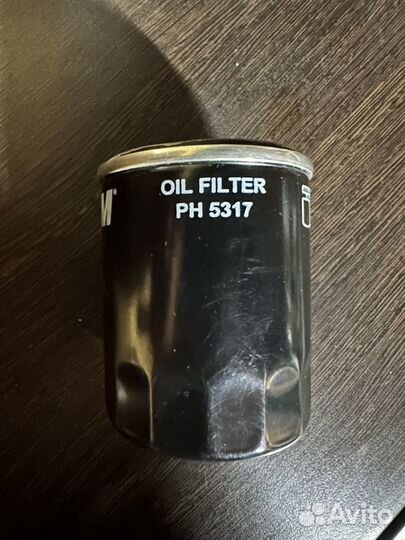 OIL FILTER
PH 5317
M
Avito